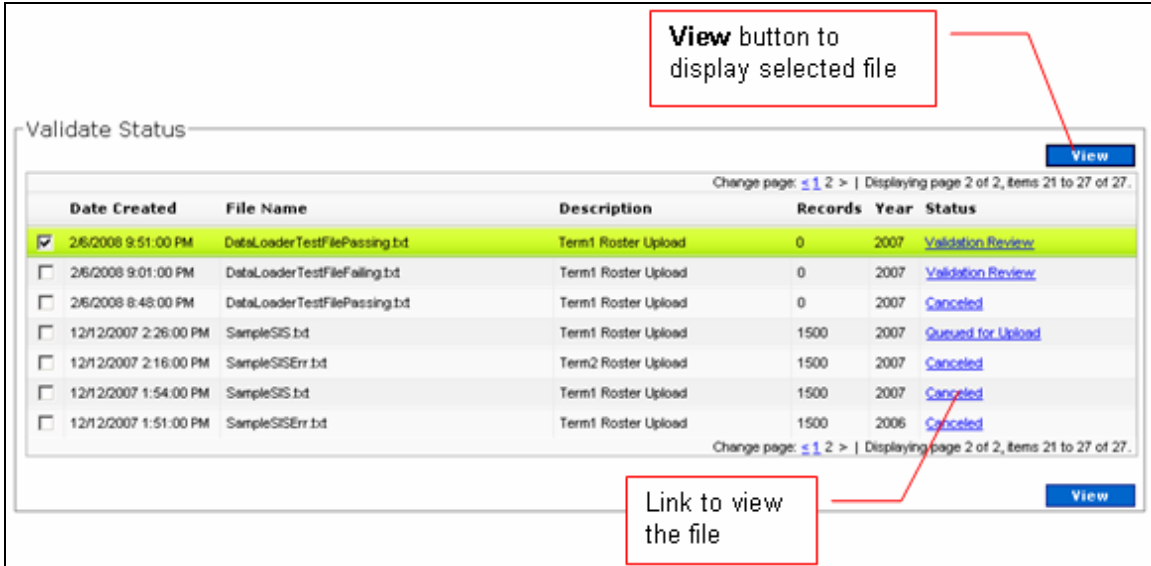 View button to
display selected file
Validate Status
View
Change page: < 1 2 > | Displaying page 2 of 2, items 21 to 27 of 27.
Date Created File Name Description Records Year Status
2/6/2008 9:51:00 PM DataLoaderTestFilePassing.txt Term1 Roster Upload 0 2007 Validation Review
2/6/2008 9:01:00 PM DataLoaderTestFileFailing.txt Term1 Roster Upload 0 2007 Validation Review
2/6/2008 8:48:00 PM DataLoaderTestFilePassing.txt Term1 Roster Upload 0 2007 Canceled
12/12/2007 2:26:00 PM SampleSIS.txt Term1 Roster Upload 1500 2007 Queued for Upload
12/12/2007 2:16:00 PM SampleSISErr.txt Term2 Roster Upload 1500 2007 Canceled
12/12/2007 1:54:00 PM SampleSIS.txt Term1 Roster Upload 1500 2007 Canceled
12/12/2007 1:51:00 PM SampleSISErr.txt Term1 Roster Upload 1500 2006 Canceled
Change page: < 1 2 > | Displaying page 2 of 2, items 21 to 27 of 27.
View
Link to view
the file